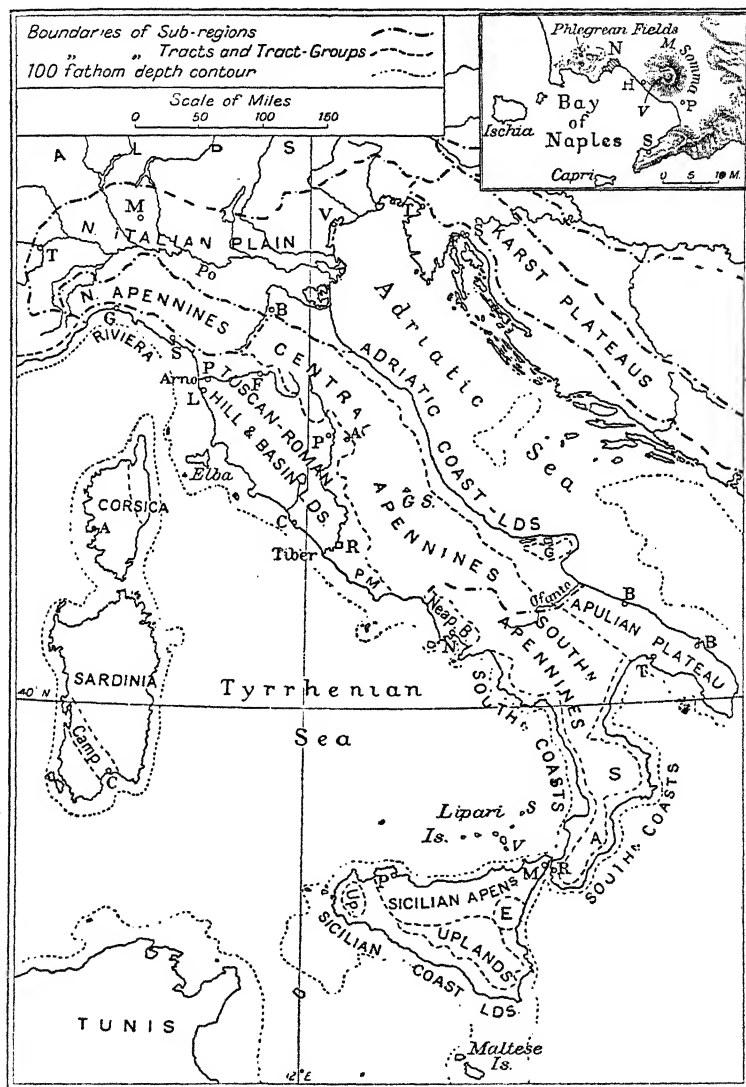 Boundaries of Sub-regions
" " Tracts and Tract-Groups
100 fathom depth contour
Scale of Miles
0 50 100 150
Phlegrean Fields
N
M.
Somma
H
V
P
Bay
of
Naples
Ischia
S
Capri
0 5 10 M.
A L P S
M
N. ITALIAN PLAIN
V
T
T
Po
N. APENNINES
B
G
RIVIERA
S
KARST PLATEAUS
Adriatic
Sea
ADRIATIC COAST-LDS
CENTRAL
APENNINES
Arno
P
F
L
TUSCAN-ROMAN
HILL & BASIN
LDS.
P
A
Elba
G.S.
CORSICA
A
C
Tiber
R
P.M.
G
Ofanto
Neap. B.
N
B
B
APULIAN PLATEAU
SOUTHN
APENNINES
T
SARDINIA
Tyrrhenian
40° N
Sea
SOUTHN COASTS
Camp
C
S
A
SOUTHN COASTS
Lipari
Is.
S
V
M
R
P
UP
SICILIAN APENS
E
UPLANDS
SICILIAN
COAST
LDS.
TUNIS
12° E
Maltese
Is.